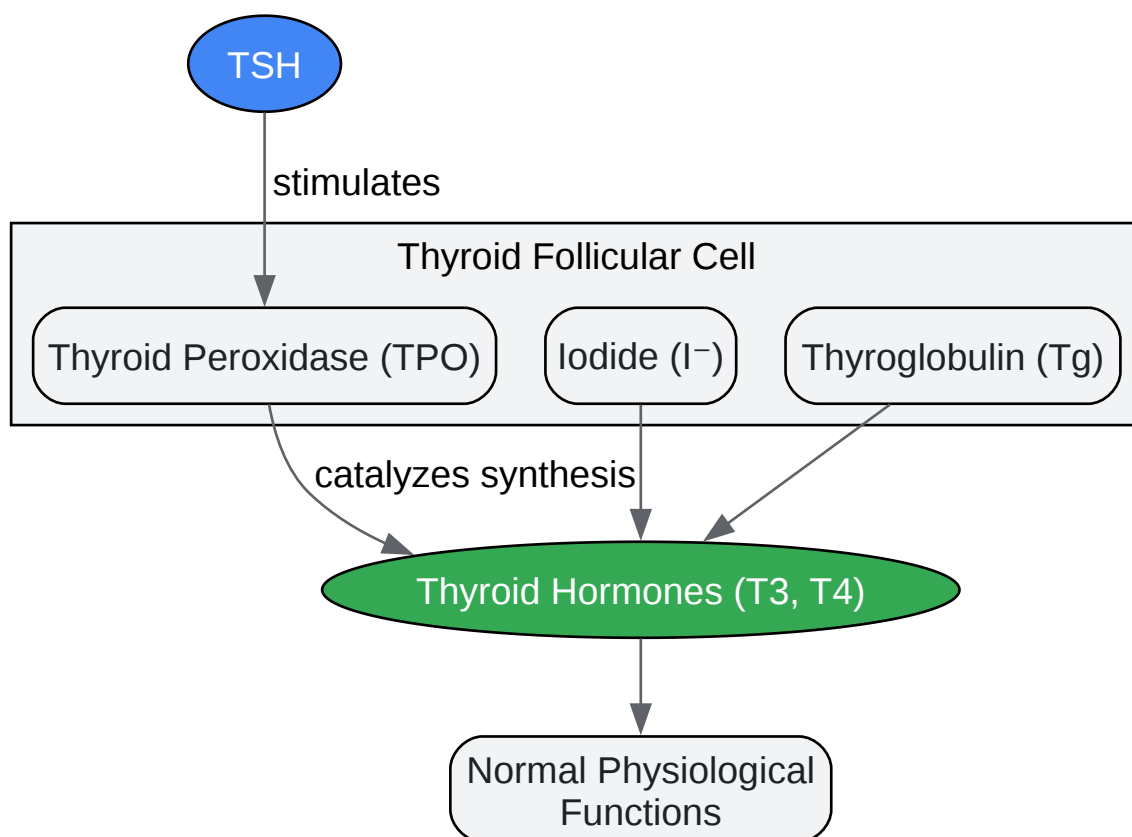 TSH
stimulates
Thyroid Follicular Cell
Thyroid Peroxidase (TPO)
Iodide (I⁻)
Thyroglobulin (Tg)
catalyzes synthesis
Thyroid Hormones (T3, T4)
Normal Physiological
Functions